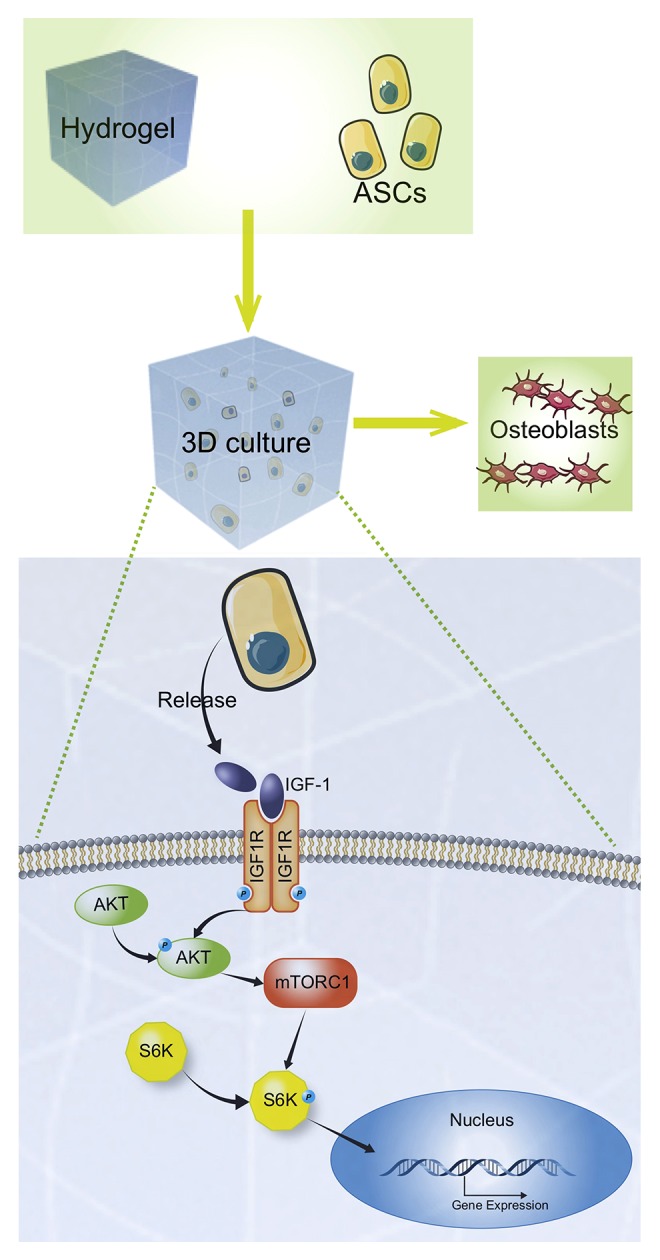 Hydrogel
ASCs
3D culture
Osteoblasts
Release
IGF-1
IGF1R
IGF1R
P
P
AKT
P
AKT
mTORC1
S6K
S6K
P
Nucleus
Gene Expression